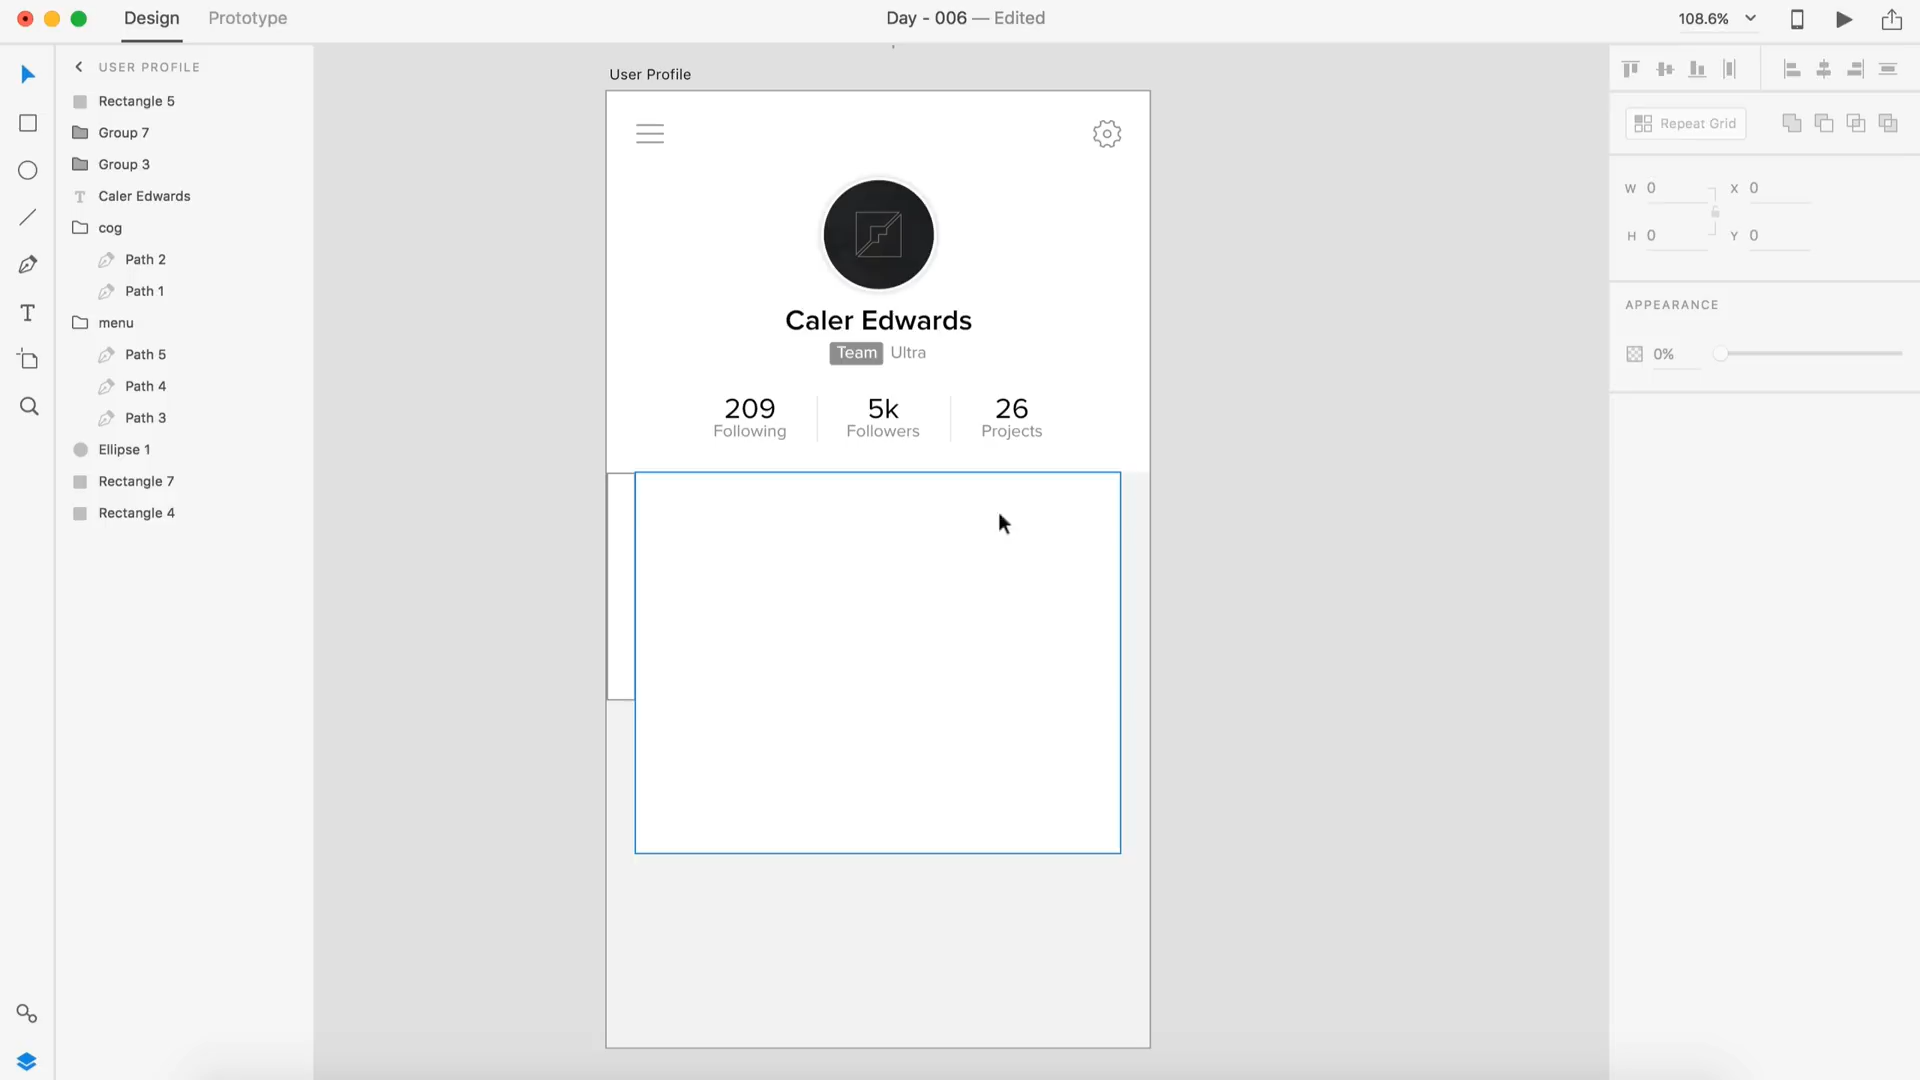 Design Prototype
Day - 006 — Edited
108.6%
USER PROFILE
Rectangle 5
Group 7
Group 3
T Caler Edwards
cog
Path 2
Path 1
menu
Path 5
Path 4
Path 3
Ellipse 1
Rectangle 7
Rectangle 4
User Profile
Caler Edwards
Team Ultra
209 5k 26
Following Followers Projects
Repeat Grid
W 0 X 0
H 0 Y 0
APPEARANCE
0%